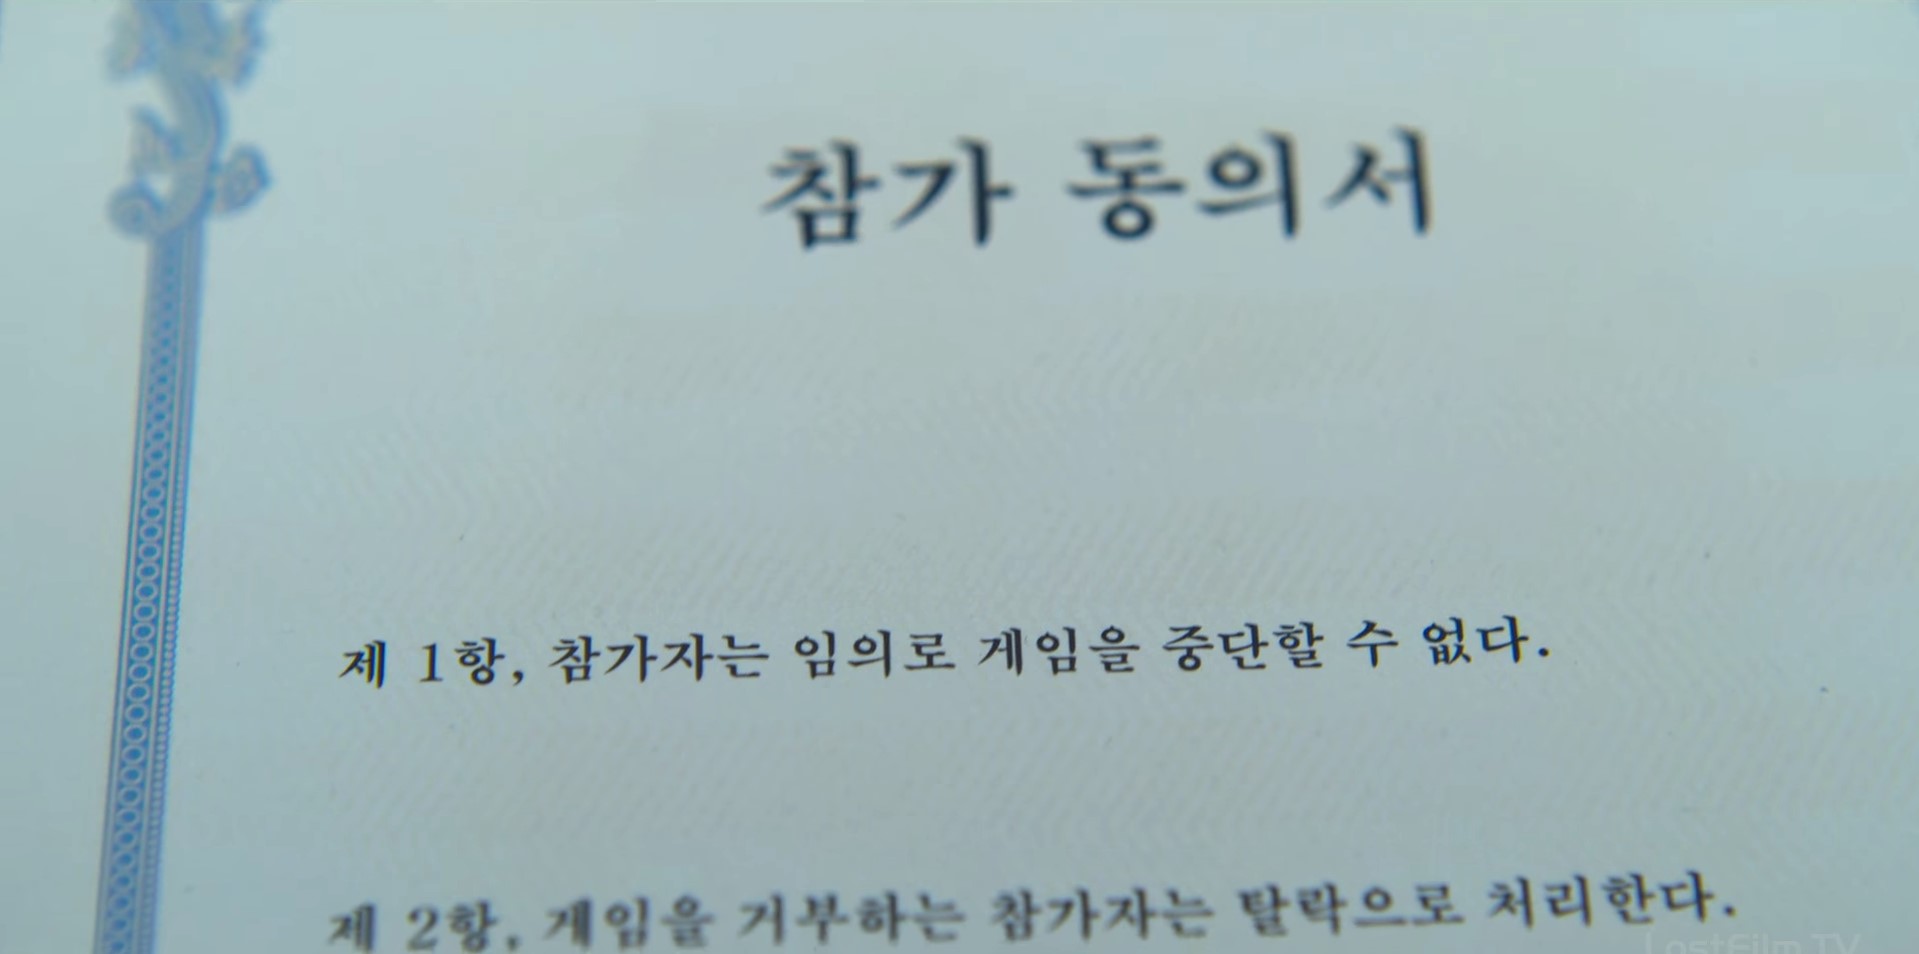 참가 동의서
제 1항, 참가자는 임의로 게임을 중단할 수 없다.
제 2항, 게임을 거부하는 참가자는 탈락으로 처리한다.
LostFilm.TV